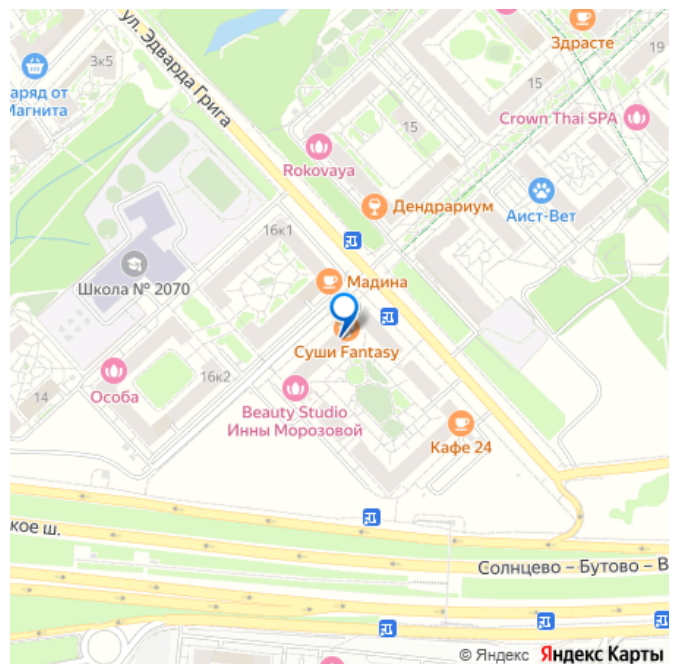 ул. Эдварда Грига
Здрасте
3к5
19
аряд от
Магнита
15
Crown Thai SPA
15
Rokovaya
Дендрариум
Аист-Вет
16к1
Школа № 2070
Мадина
Суши Fantasy
Особа
16к2
14
Beauty Studio
Инны Морозовой
Кафе 24
кое ш.
Солнцево – Бутово – В
© Яндекс Яндекс Карты